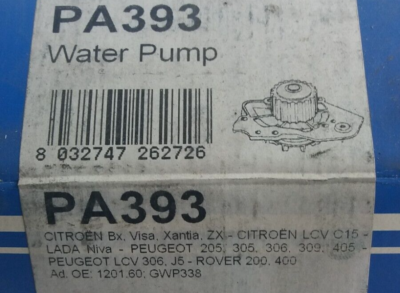 PA393
Water Pump
8 032747 262726
PA393
CITROEN Bx, Visa, Xantia, ZX - CITROEN LCV C15 -
LADA Niva - PEUGEOT 205, 305, 306, 309, 405 -
PEUGEOT LCV 306, J5 - ROVER 200, 400
Ad. OE: 1201.60; GWP338